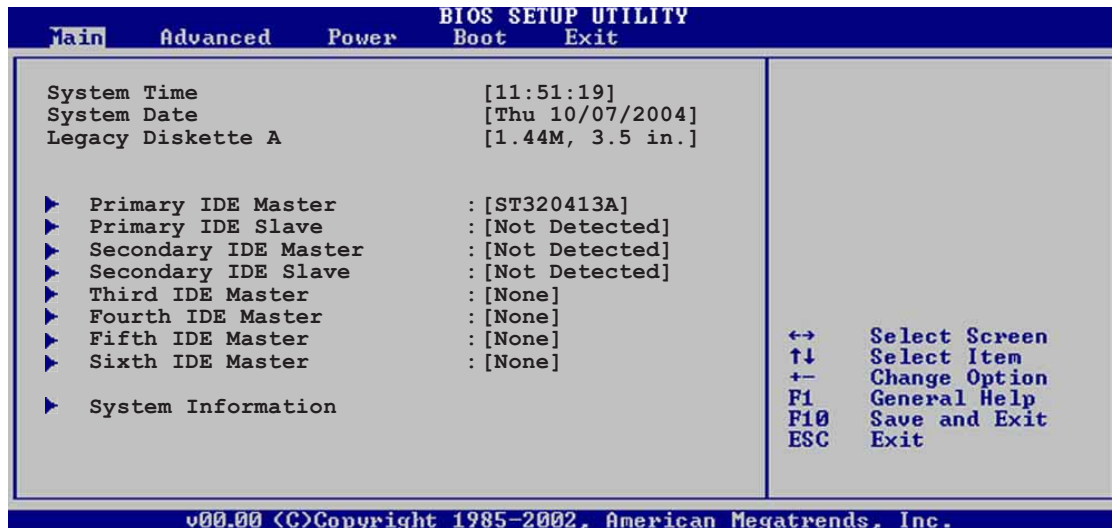 BIOS SETUP UTILITY
Main Advanced Power Boot Exit
System Time [11:51:19]
System Date [Thu 10/07/2004]
Legacy Diskette A [1.44M, 3.5 in.]
Primary IDE Master :[ST320413A]
Primary IDE Slave :[Not Detected]
Secondary IDE Master :[Not Detected]
Secondary IDE Slave :[Not Detected]
Third IDE Master :[None]
Fourth IDE Master :[None]
Fifth IDE Master :[None]
Sixth IDE Master :[None]
System Information
←→ Select Screen
↑↓ Select Item
+- Change Option
F1 General Help
F10 Save and Exit
ESC Exit
v00.00 (C)Copyright 1985-2002, American Megatrends, Inc.